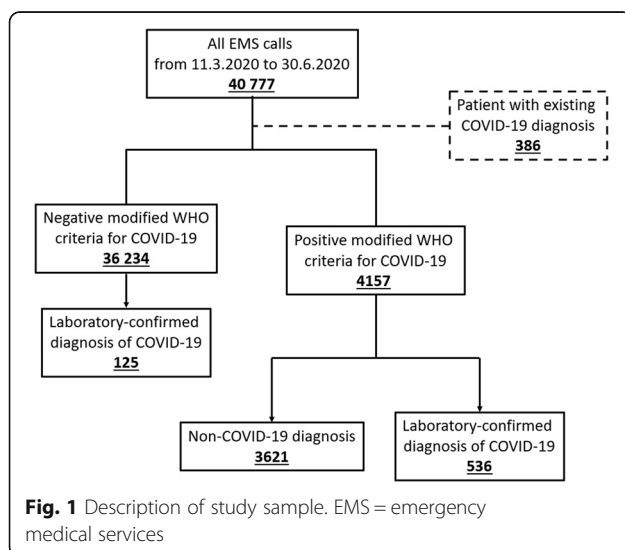 All EMS calls
from 11.3.2020 to 30.6.2020
40 777
Patient with existing
COVID-19 diagnosis
386
Negative modified WHO
criteria for COVID-19
36 234
Positive modified WHO
criteria for COVID-19
4157
Laboratory-confirmed
diagnosis of COVID-19
125
Non-COVID-19 diagnosis
3621
Laboratory-confirmed
diagnosis of COVID-19
536
Fig. 1 Description of study sample. EMS = emergency
medical services